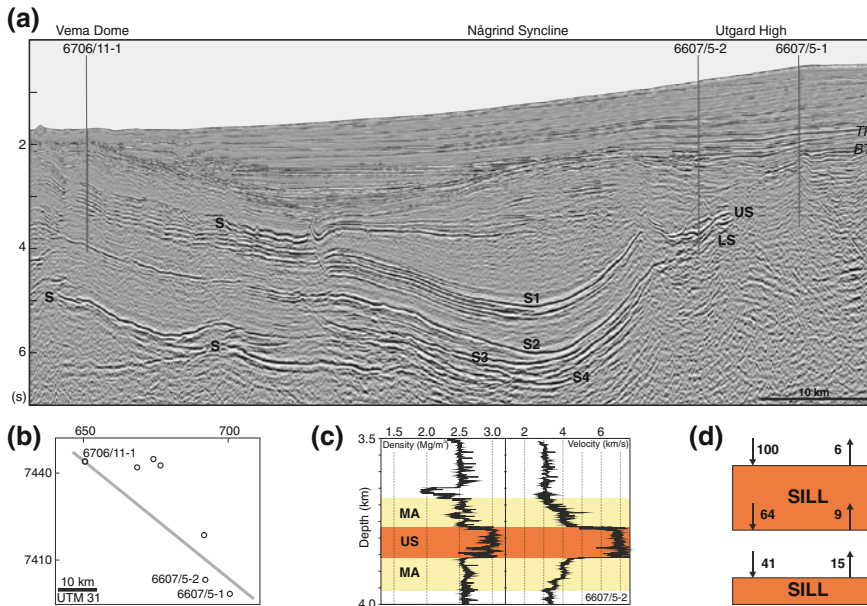 (a)
Vema Dome Någrind Syncline Utgard High
6706/11-1 6607/5-2 6607/5-1
2
4
6
(s)
S
S
S
S1
S2
S3
S4
US
LS
10 km
(b)
650 700
7440
7410
6706/11-1
6607/5-2
6607/5-1
10 km
UTM 31
(c)
1.5 2.0 2.5 3.0 2 4 6
Density (Mg/m³) Velocity (km/s)
3.5
Depth (km)
4.0
MA
US
MA
6607/5-2
(d)
100 6
SILL
64 9
41 15
SILL